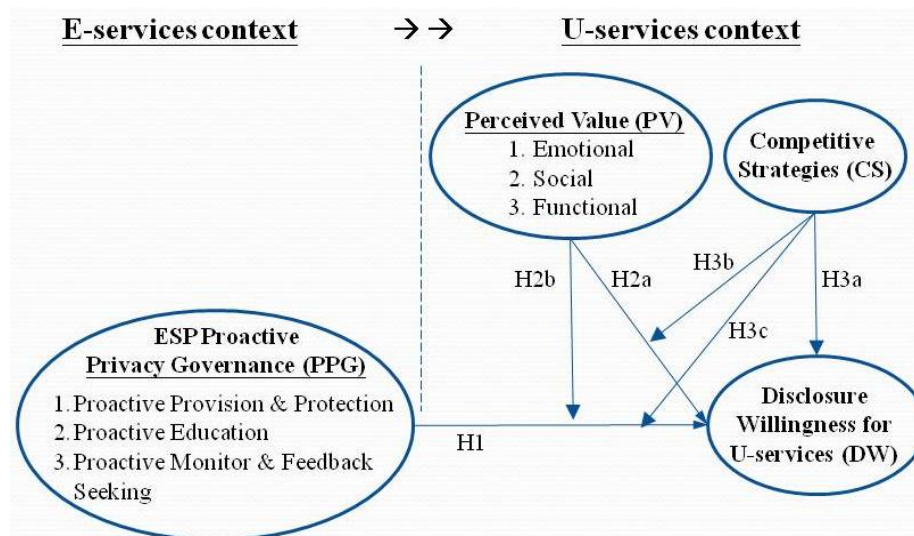 E-services context → → U-services context
Perceived Value (PV)
1. Emotional
2. Social
3. Functional
Competitive
Strategies (CS)
H2b
H2a
H3b
H3a
H3c
ESP Proactive
Privacy Governance (PPG)
1. Proactive Provision & Protection
2. Proactive Education
3. Proactive Monitor & Feedback
Seeking
H1
Disclosure
Willingness for
U-services (DW)